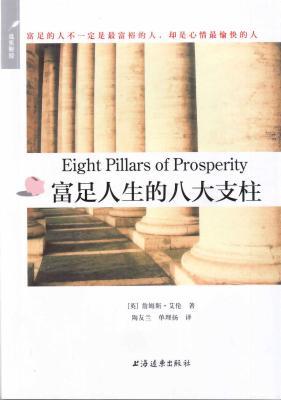 富足的人不一定是最富裕的人，却是心情最愉快的人
Eight Pillars of Prosperity
富足人生的八大支柱
[英] 詹姆斯·艾伦 著
陶友兰 单理扬 译
上海远东出版社